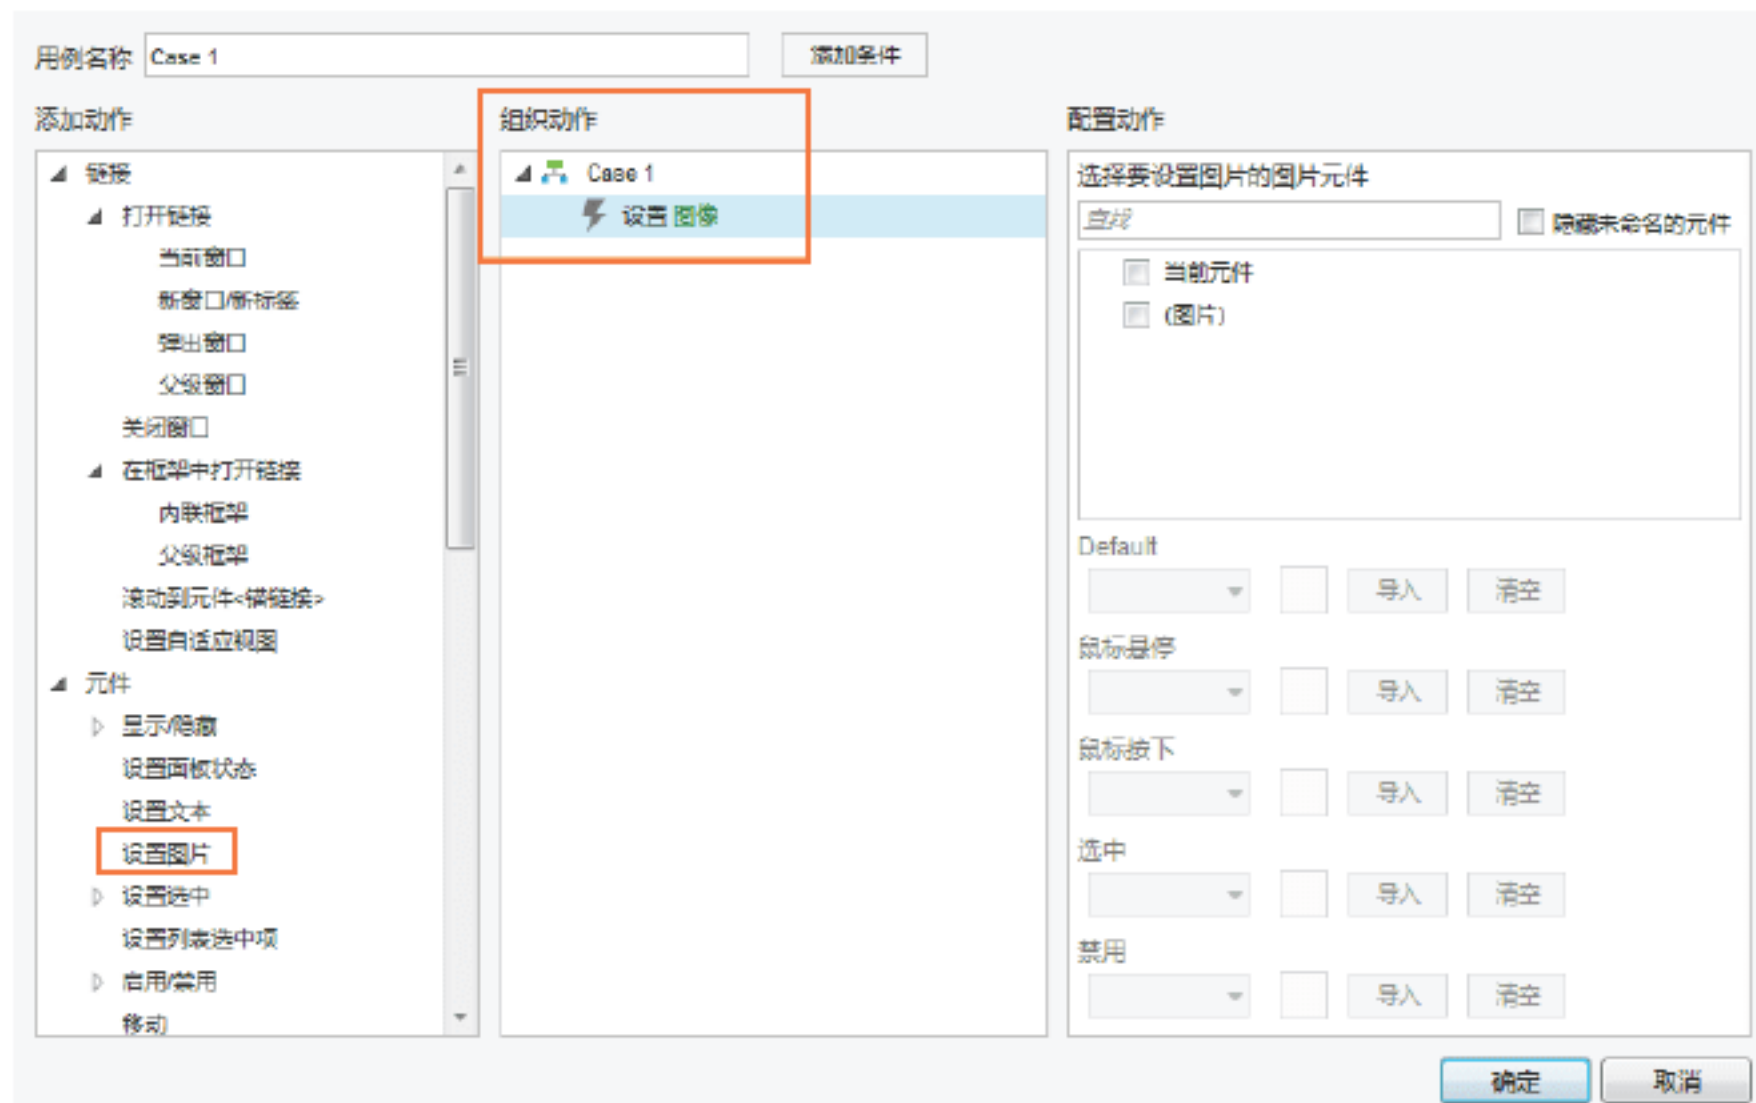 用例名称 Case 1 添加条件
添加动作
链接
打开链接
当前窗口
新窗口/新标签
弹出窗口
父级窗口
关闭窗口
在框架中打开链接
内联框架
父级框架
滚动到元件<锚链接>
设置自适应视图
元件
显示/隐藏
设置面板状态
设置文本
设置图片
设置选中
设置列表选中项
启用/禁用
移动
组织动作
Case 1
设置 图像
配置动作
选择要设置图片的图片元件
查找 隐藏未命名的元件
当前元件
(图片)
Default
导入 清空
鼠标悬停
导入 清空
鼠标按下
导入 清空
选中
导入 清空
禁用
导入 清空
确定 取消